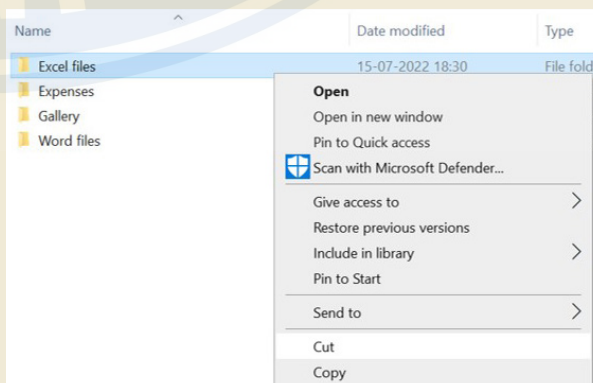 Name Date modified Type
Excel files 15-07-2022 18:30 File fold
Expenses
Gallery
Word files
Open
Open in new window
Pin to Quick access
Scan with Microsoft Defender...
Give access to
Restore previous versions
Include in library
Pin to Start
Send to
Cut
Copy